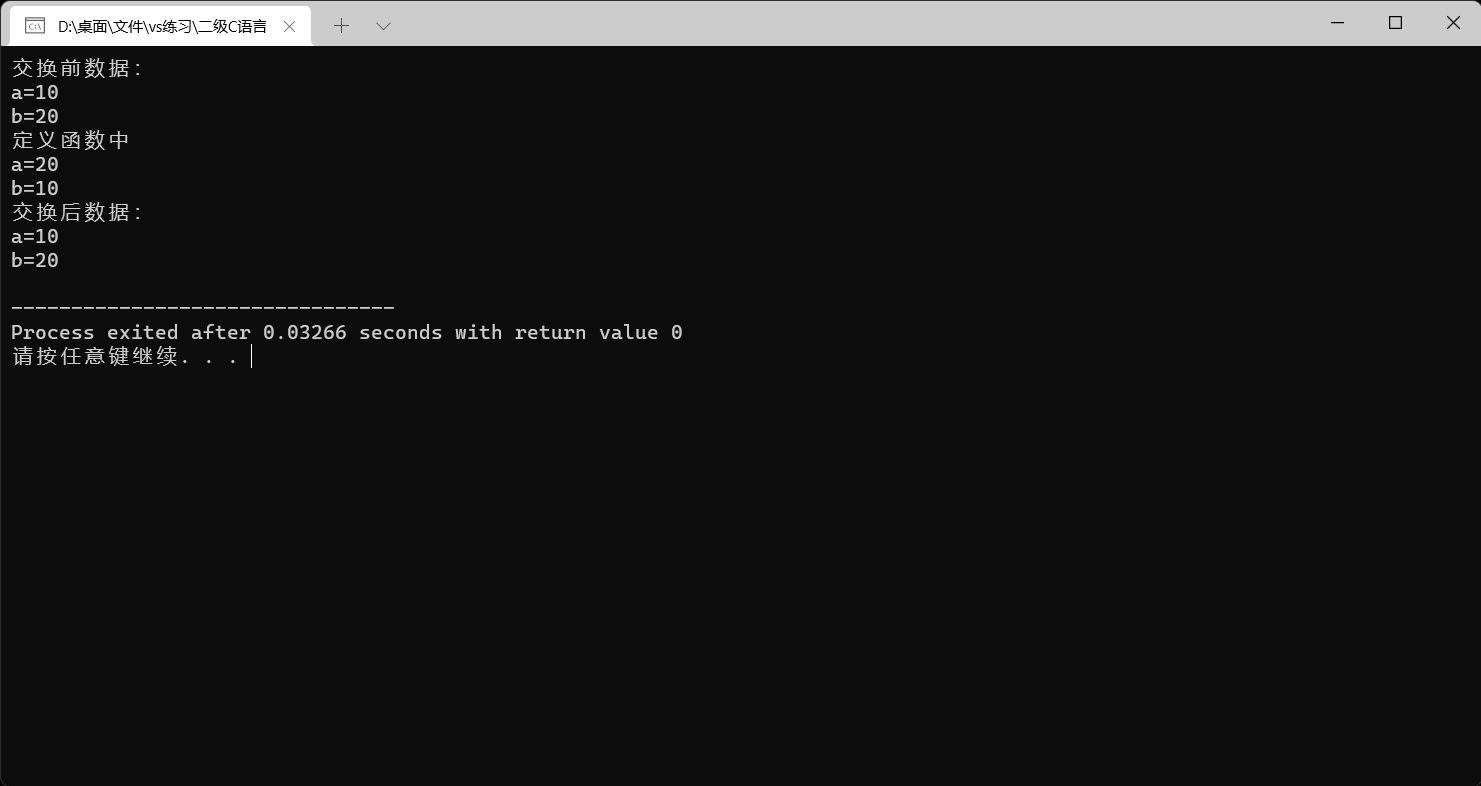 D:\桌面\文件\vs练习\二级C语言
交换前数据:
a=10
b=20
定义函数中
a=20
b=10
交换后数据:
a=10
b=20
--------------------------------
Process exited after 0.03266 seconds with return value 0
请按任意键继续. . .